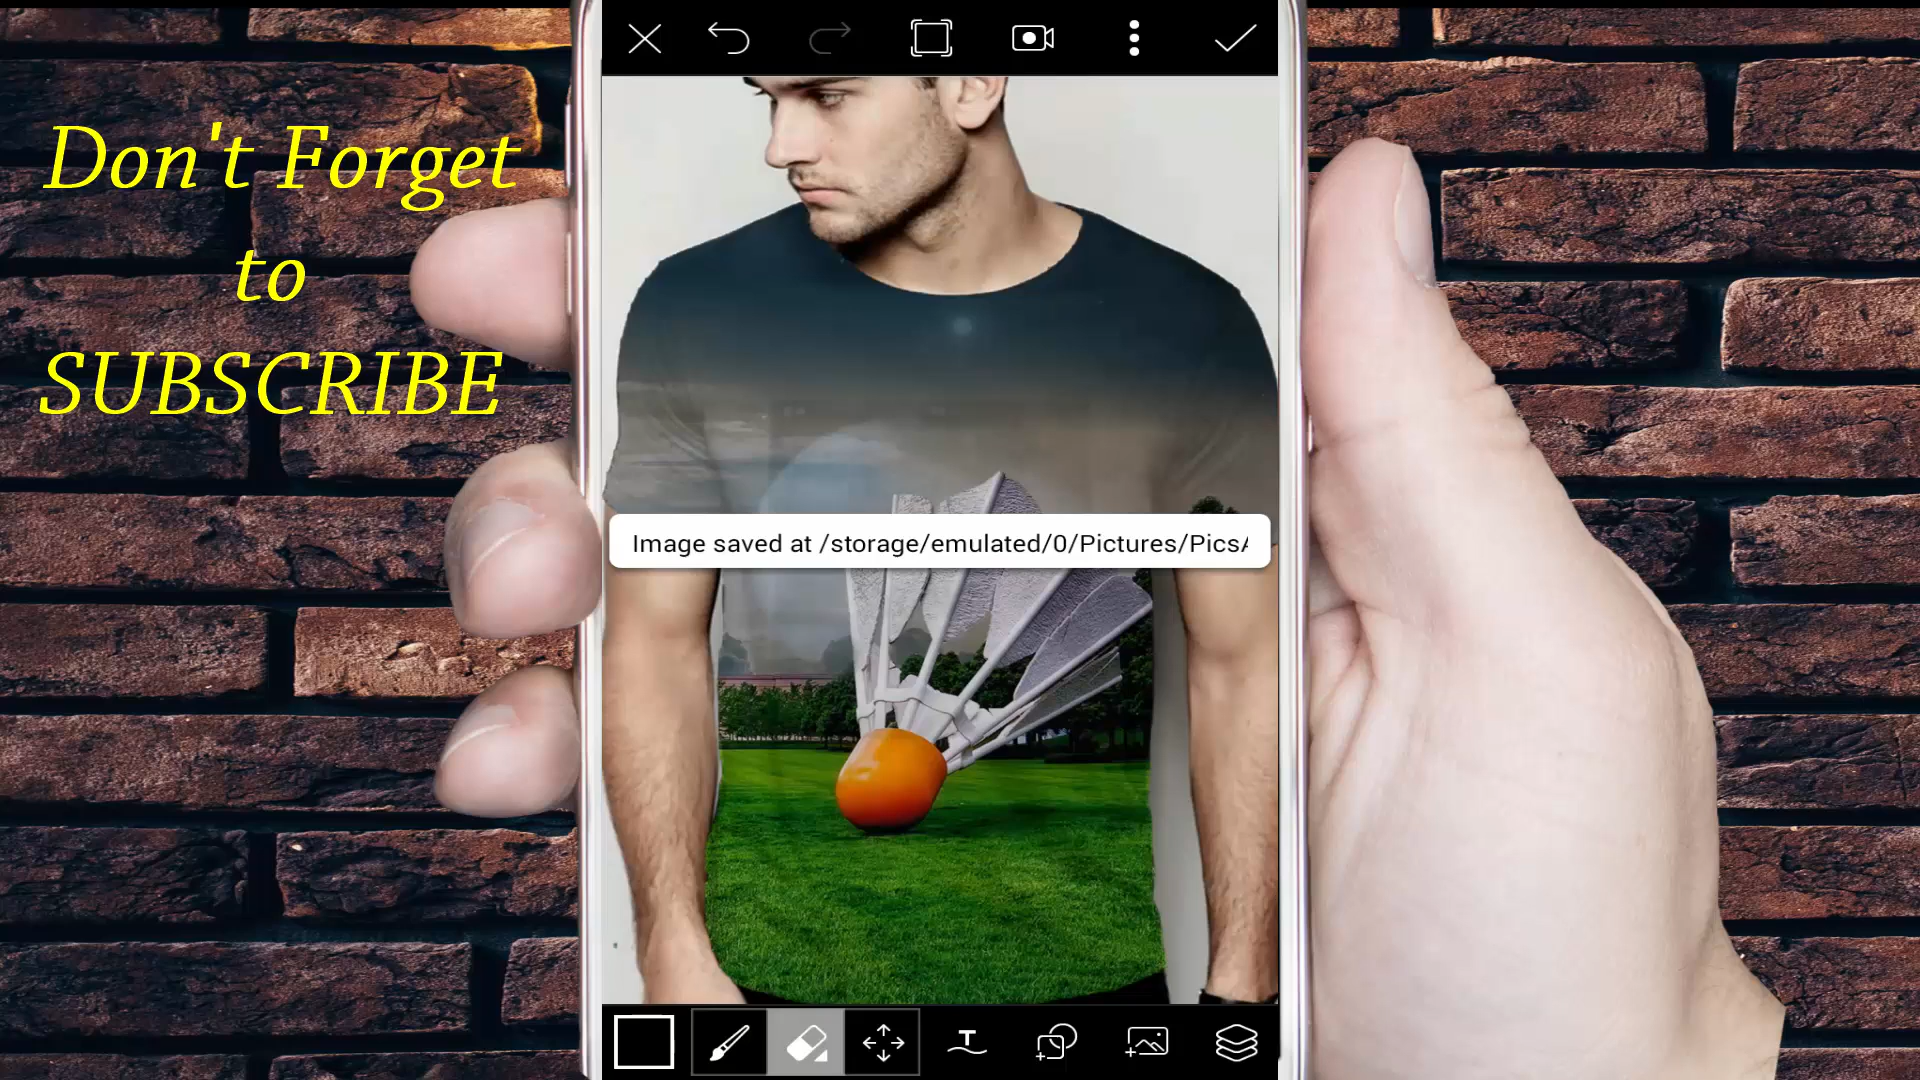 Don't Forget
to
SUBSCRIBE
Image saved at /storage/emulated/0/Pictures/Pics
T